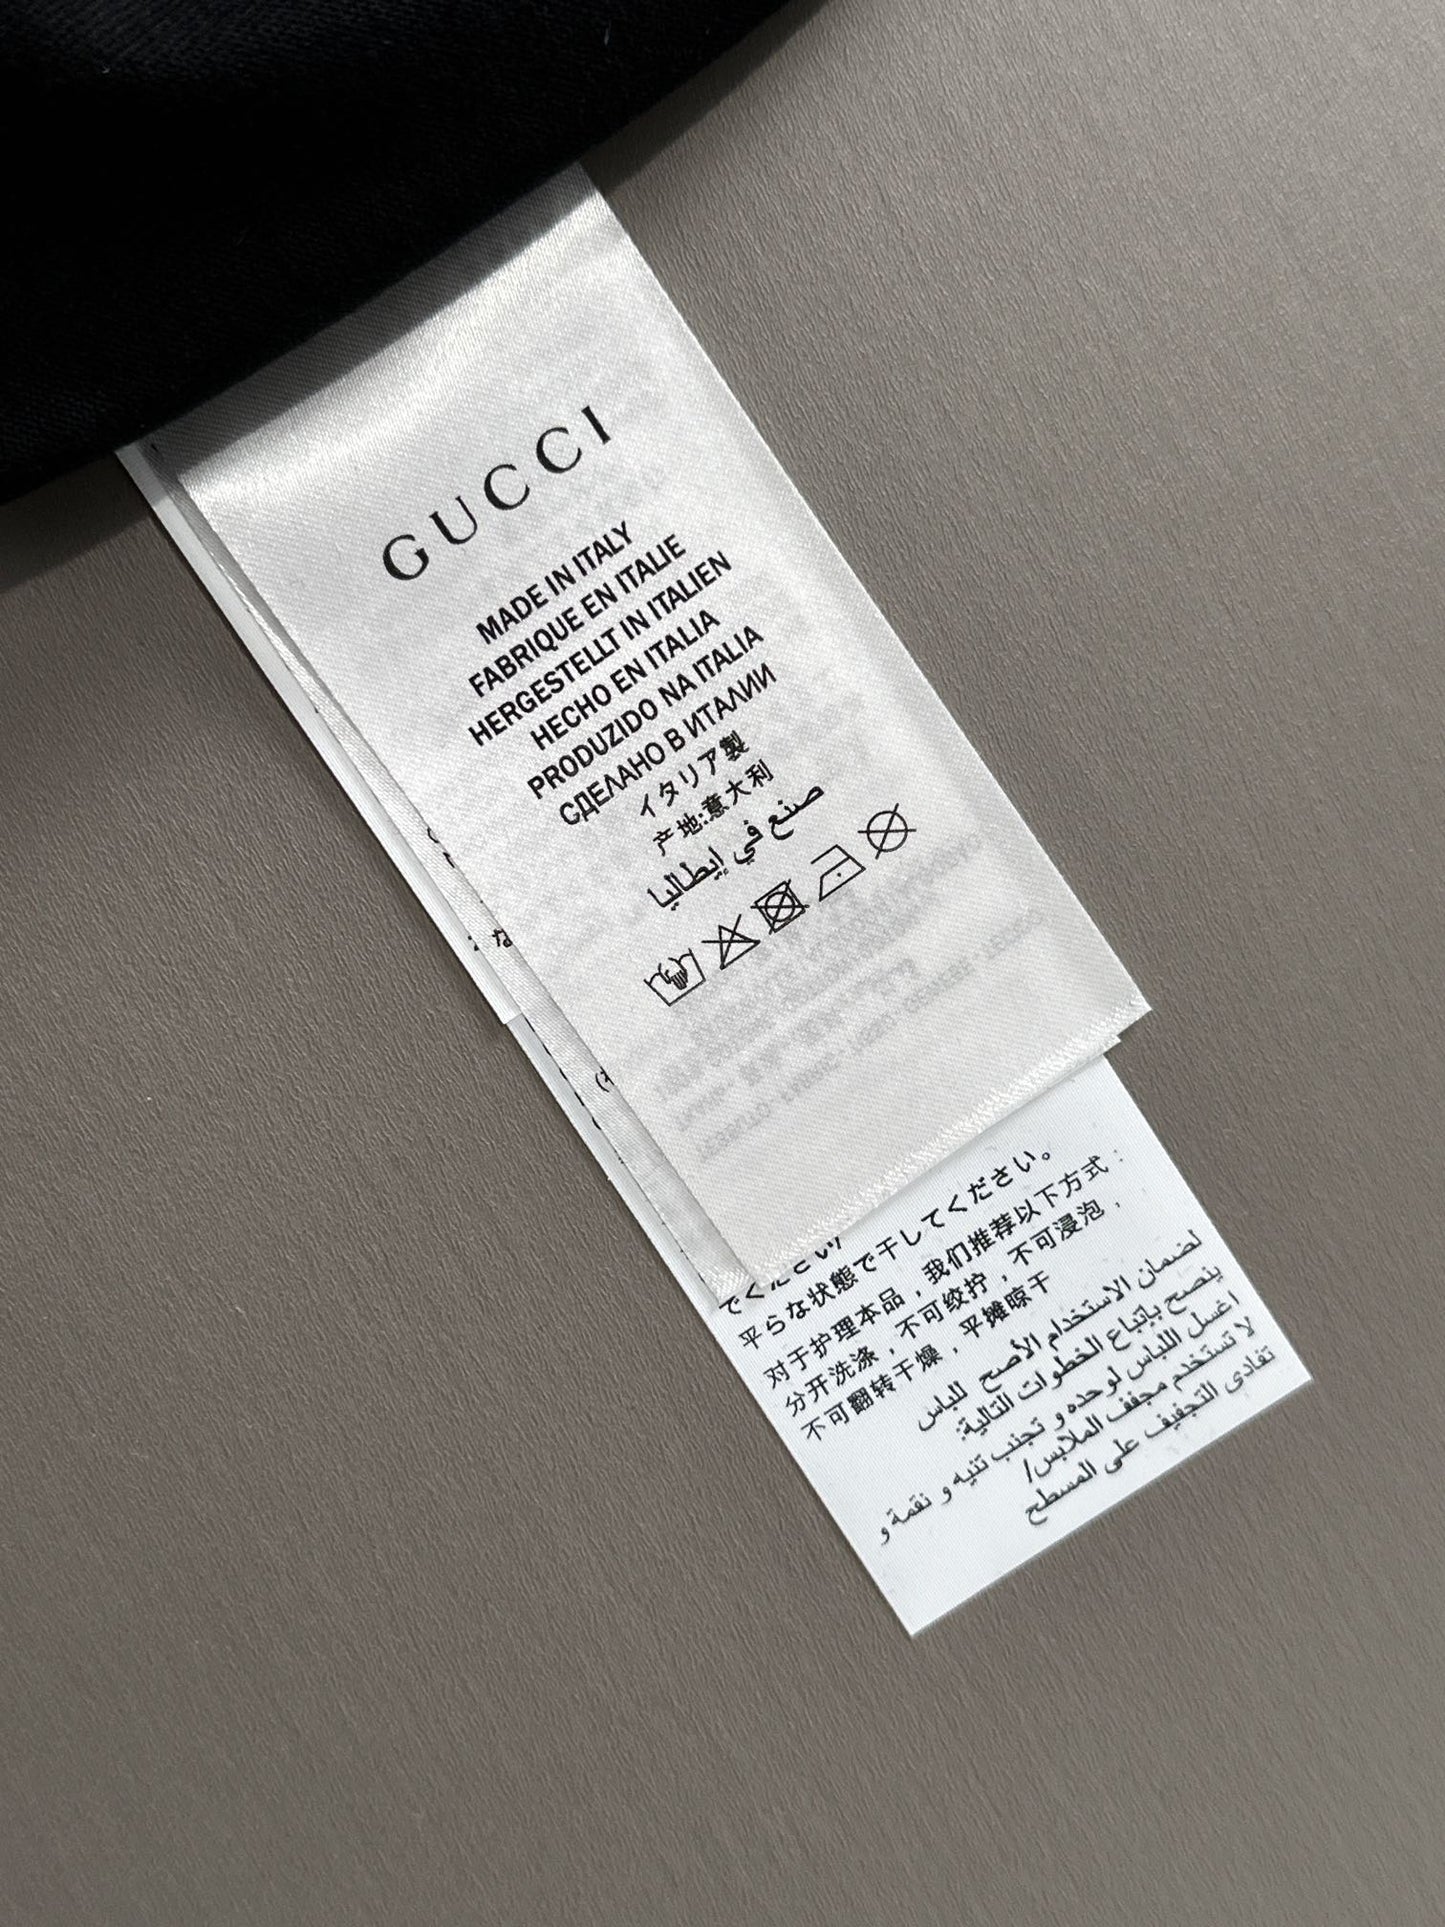 GUCCI
MADE IN ITALY
FABRIQUE EN ITALIE
HERGESTELLT IN ITALIEN
HECHO EN ITALIA
PRODUZIDO NA ITALIA
СДЕЛАНО В ИТАЛИИ
イタリア製
产地:意大利
صنع في إيطاليا
な
平らな状態で干してください。
对于护理本品，我们推荐以下方式：
分开洗涤，不可绞拧，不可浸泡，
不可翻转干燥，平摊晾干
لضمان الاستخدام الأصح للباس
ينصح بإتباع الخطوات التالية:
اغسل اللباس لوحده و تجنب تنيه و نقمة و
لا تستخدم مجفف الملابس/
تفادى التجفيف على المسطح